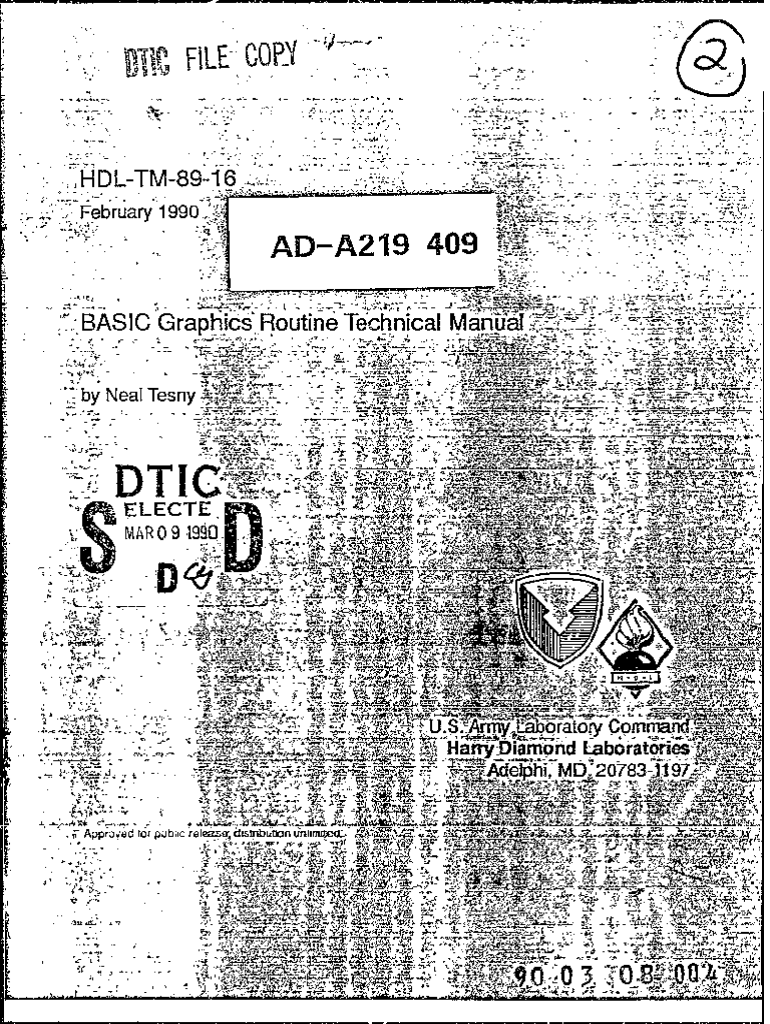 DTIC FILE COPY
2
HDL-TM-89-16
February 1990
AD-A219 409
BASIC Graphics Routine Technical Manual
by Neal Tesny
DTIC
ELECTE
MAR 09 1990
S D
D
H·D·L
U.S. Army Laboratory Command
Harry Diamond Laboratories
Adelphi, MD 20783-1197
Approved for public release; distribution unlimited.
90 03 08 004